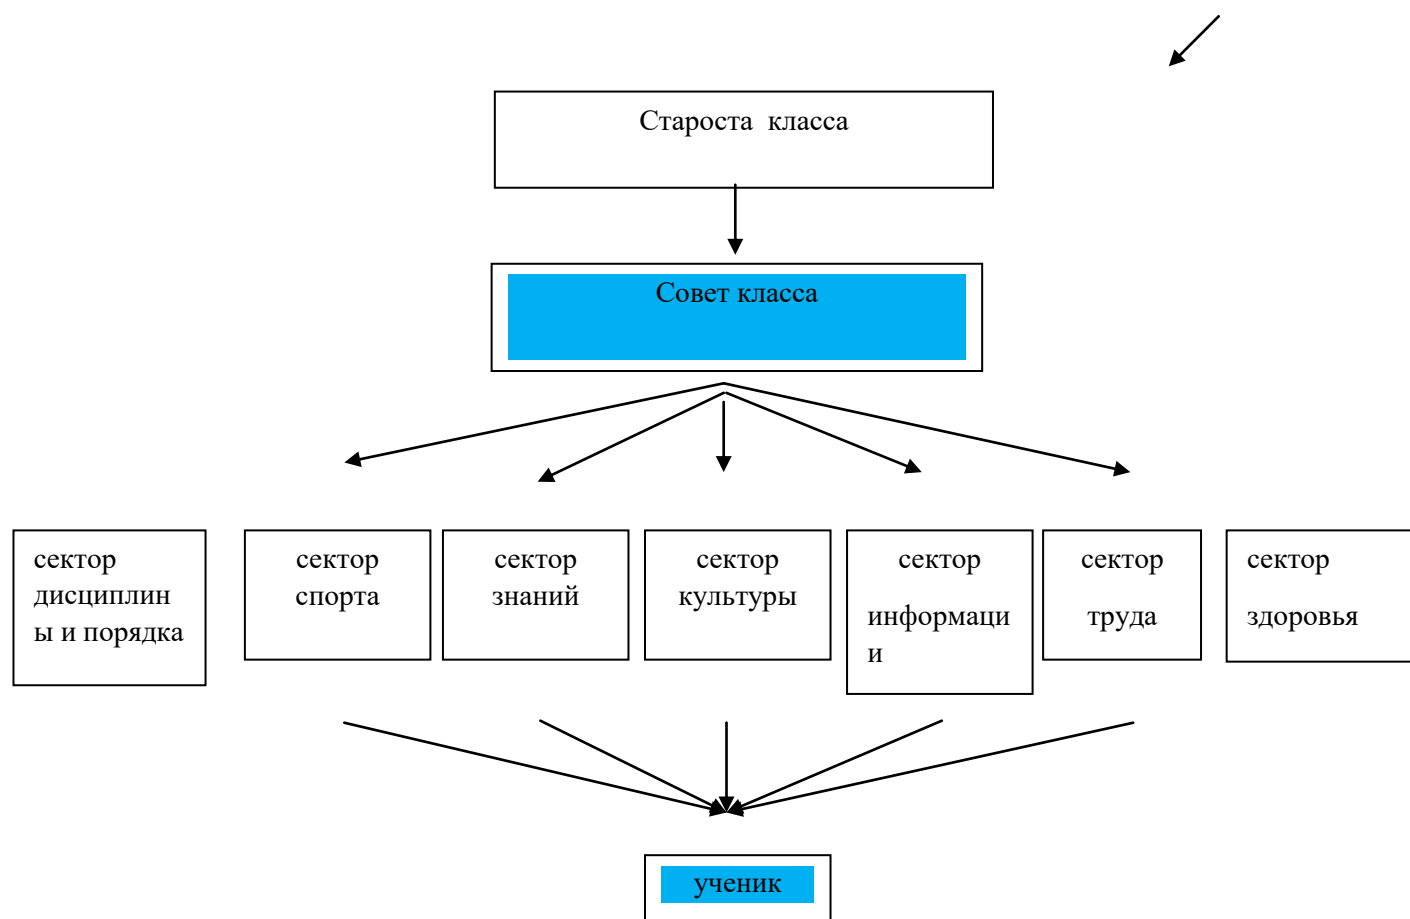 Староста класса
Совет класса
сектор
дисциплин
ы и порядка
сектор
спорта
сектор
знаний
сектор
культуры
сектор
информаци
и
сектор
труда
сектор
здоровья
ученик